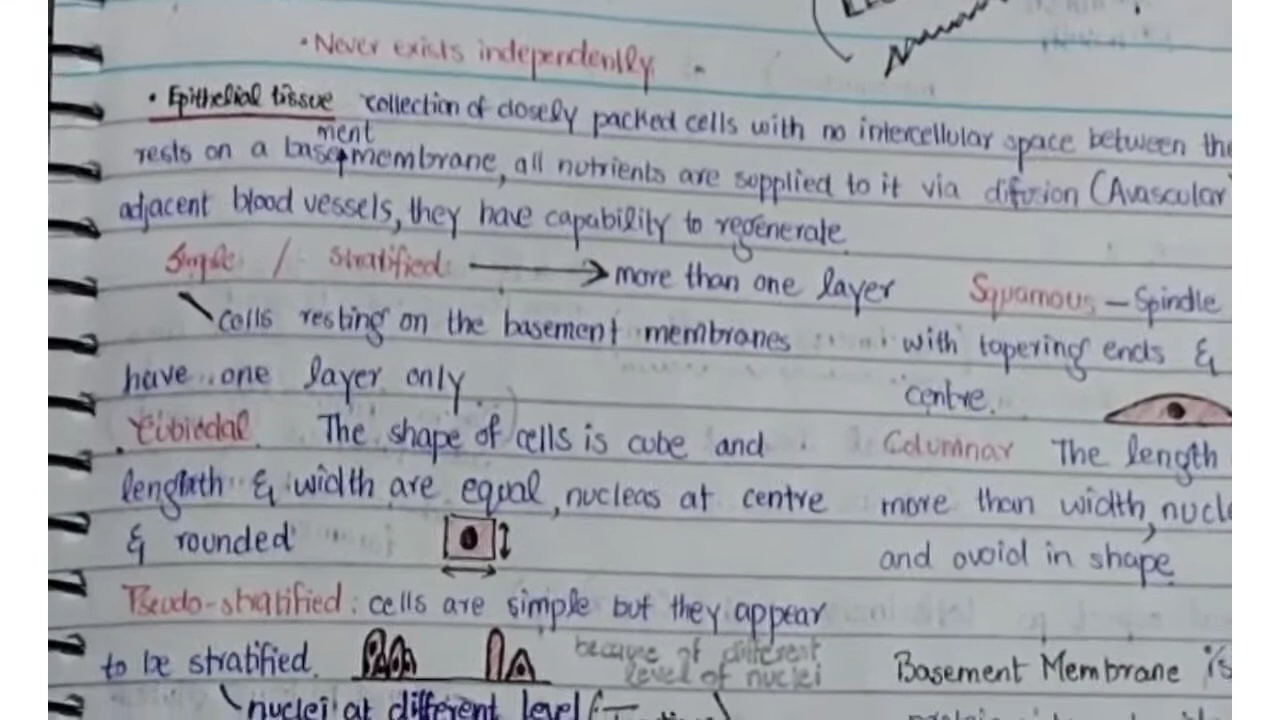 • Never exists independently
• Epithelial tissue collection of closely packed cells with no intercellular space between the
rests on a basement membrane, all nutrients are supplied to it via difusion (Avascular)
adjacent blood vessels, they have capability to regenerate
Simple / Stratified → more than one layer
cells resting on the basement membranes
have one layer only
Squamous – Spindle
with tapering ends &
centre.
Cubiodal The shape of cells is cube and
lengtath & width are equal, nucleas at centre
& rounded
Columnar The length
more than width, nucle
and ovoid in shape
Pseudo-stratified: cells are simple but they appear
to be stratified. because of different
level of nuclei
nuclei at different level
Basement Membrane is